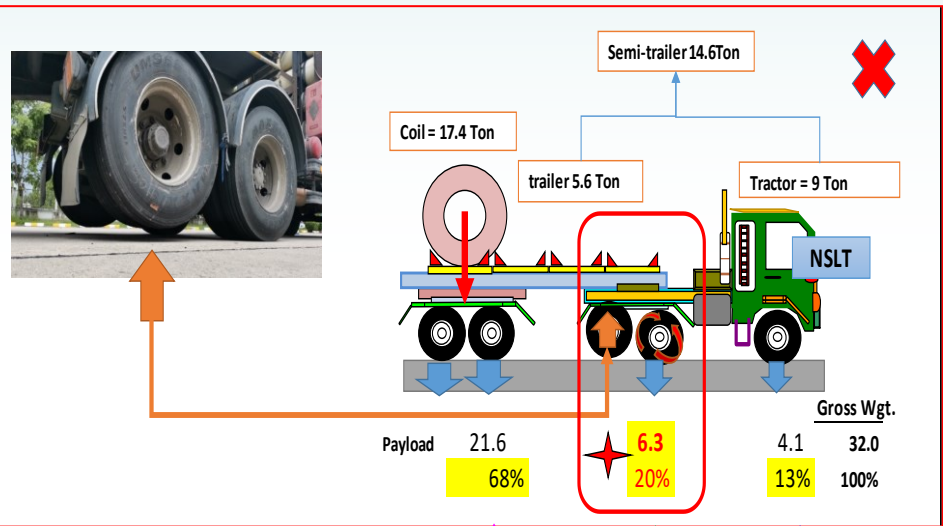 Semi-trailer 14.6Ton
Coil = 17.4 Ton
trailer 5.6 Ton
Tractor = 9 Ton
NSLT
Gross Wgt.
Payload 21.6 6.3 4.1 32.0
68% 20% 13% 100%